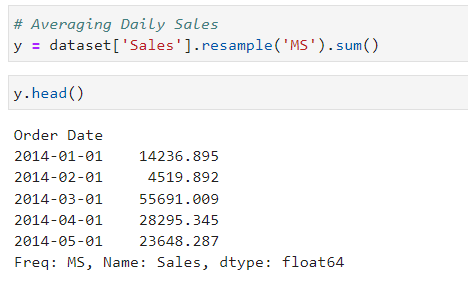 # Averaging Daily Sales
y = dataset['Sales'].resample('MS').sum()
y.head()
Order Date
2014-01-01    14236.895
2014-02-01     4519.892
2014-03-01    55691.009
2014-04-01    28295.345
2014-05-01    23648.287
Freq: MS, Name: Sales, dtype: float64